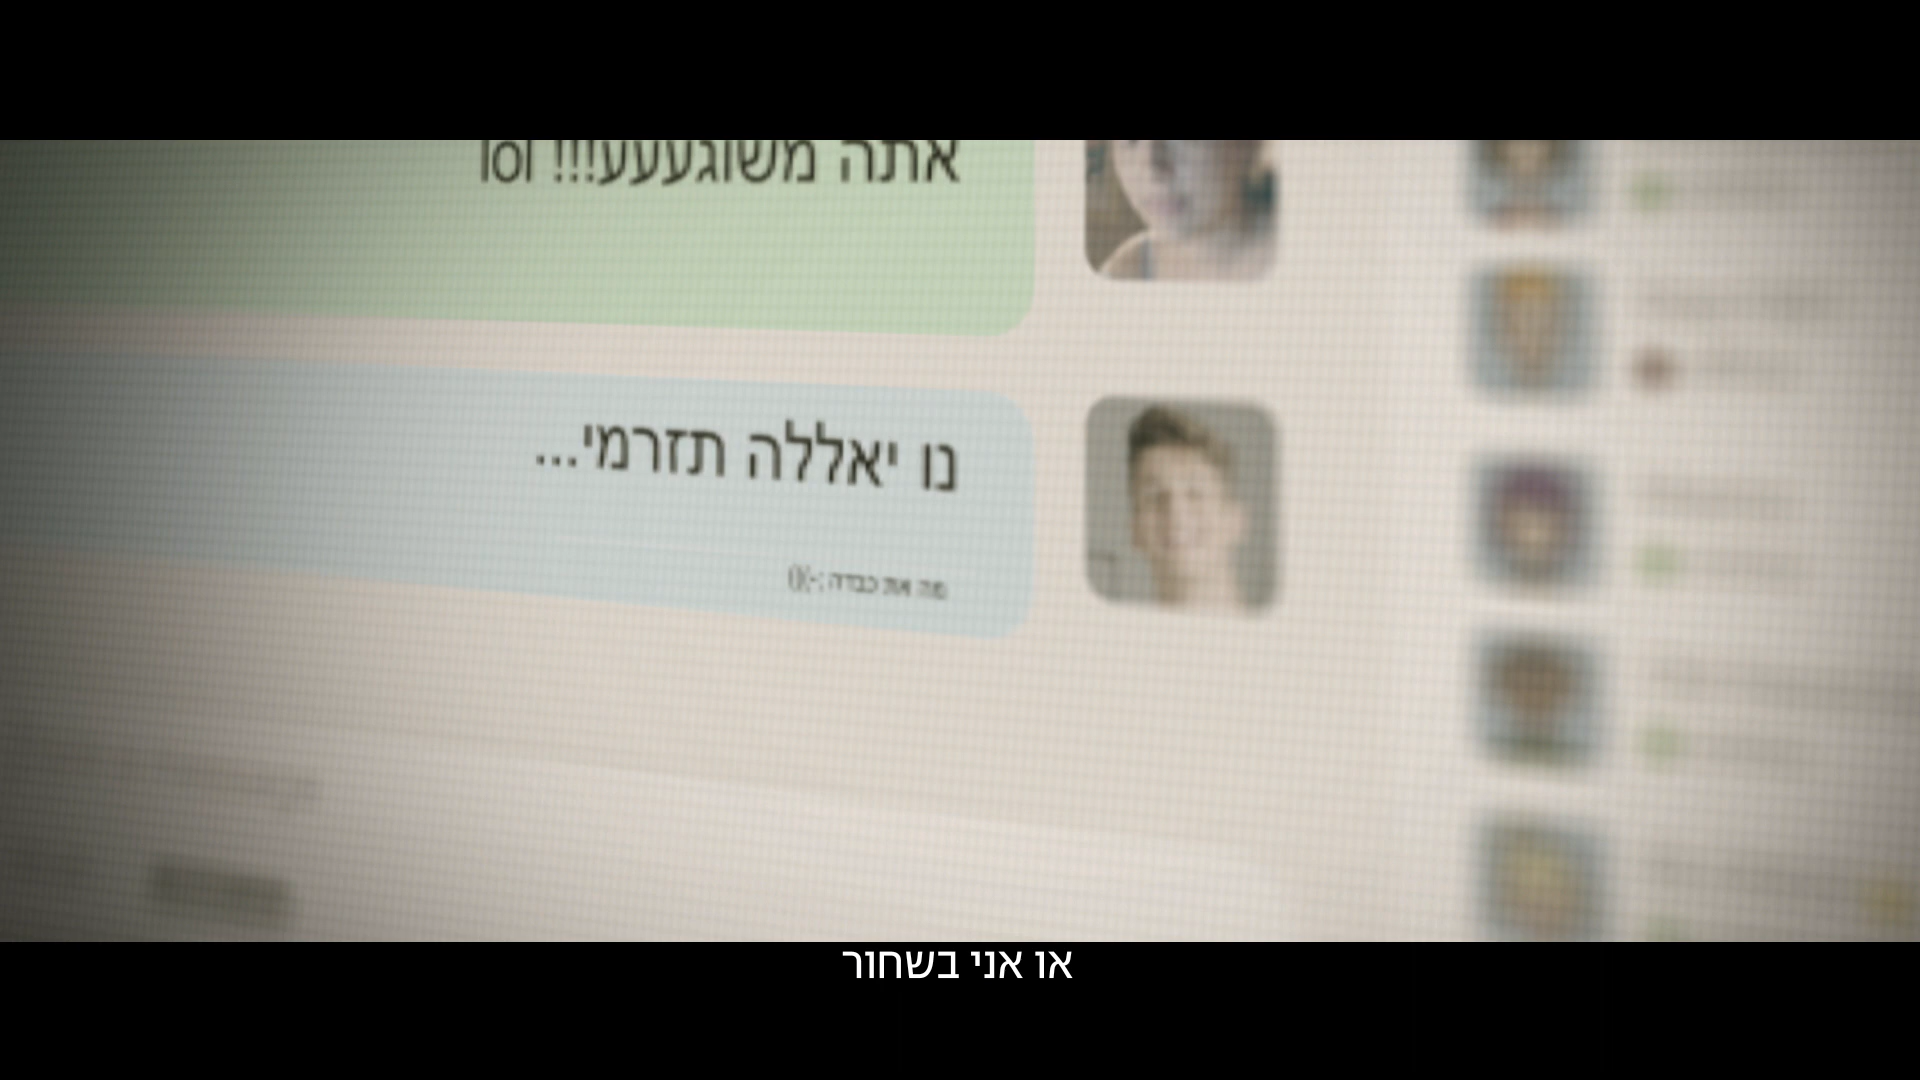 אתה משוגעעע!!! lol
נו יאללה תזרמי...
מה את כבדה ;-)()
או אני בשחור